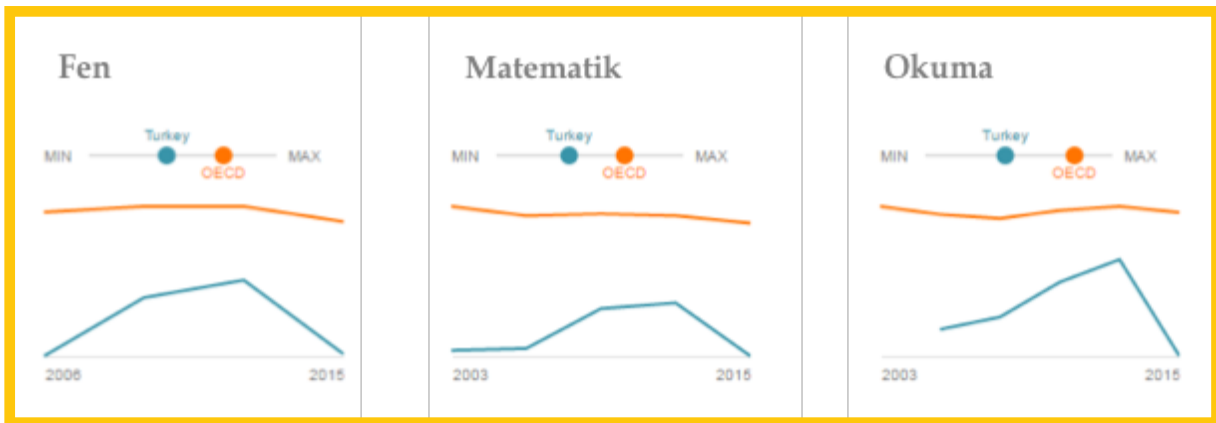 Fen
Turkey
MIN MAX
OECD
2006 2015
Matematik
Turkey
MIN MAX
OECD
2003 2015
Okuma
Turkey
MIN MAX
OECD
2003 2015